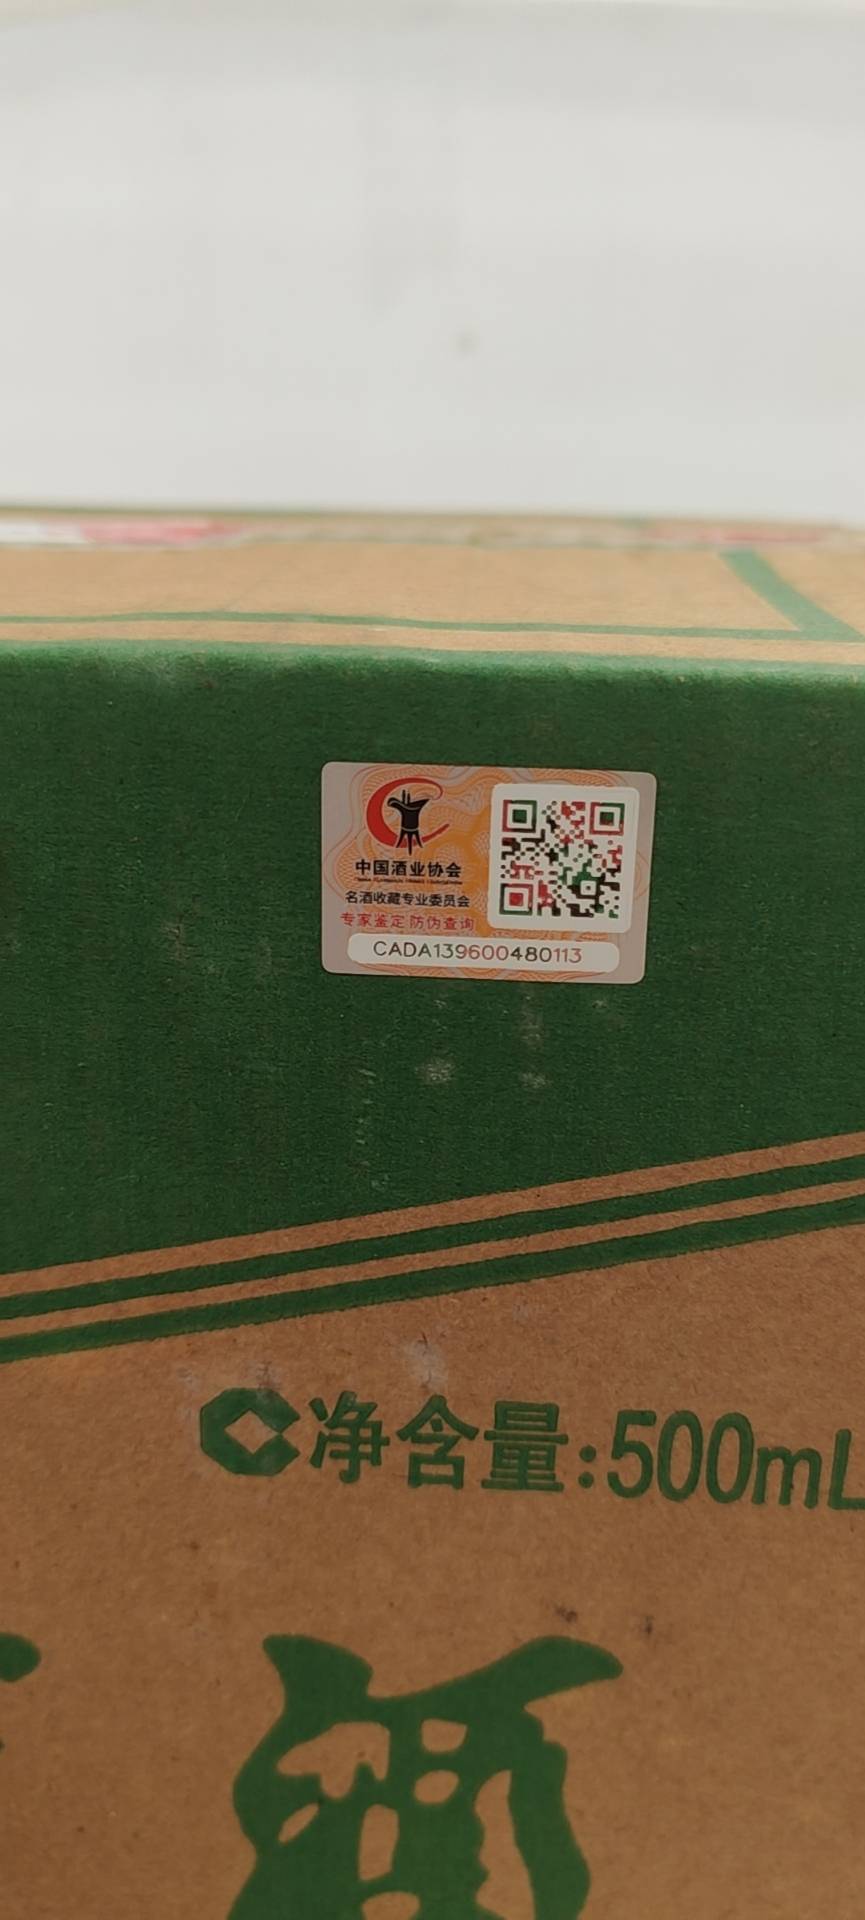 中国酒业协会
名酒收藏专业委员会
专家鉴定 防伪查询
CADA139600480113
净含量:500mL
酒